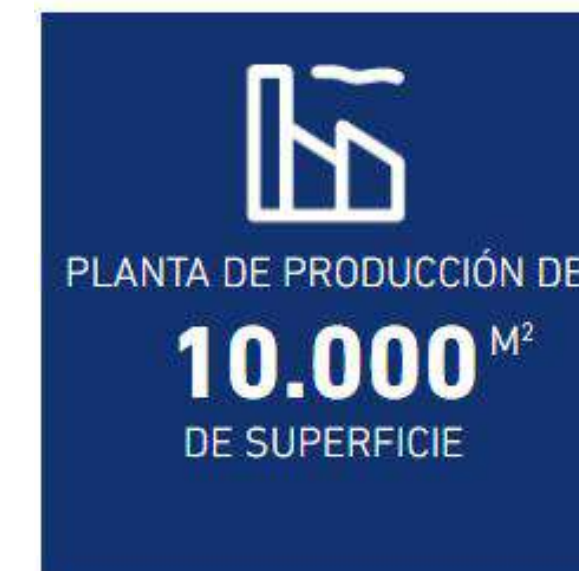 PLANTA DE PRODUCCIÓN DE
10.000 M²
DE SUPERFICIE